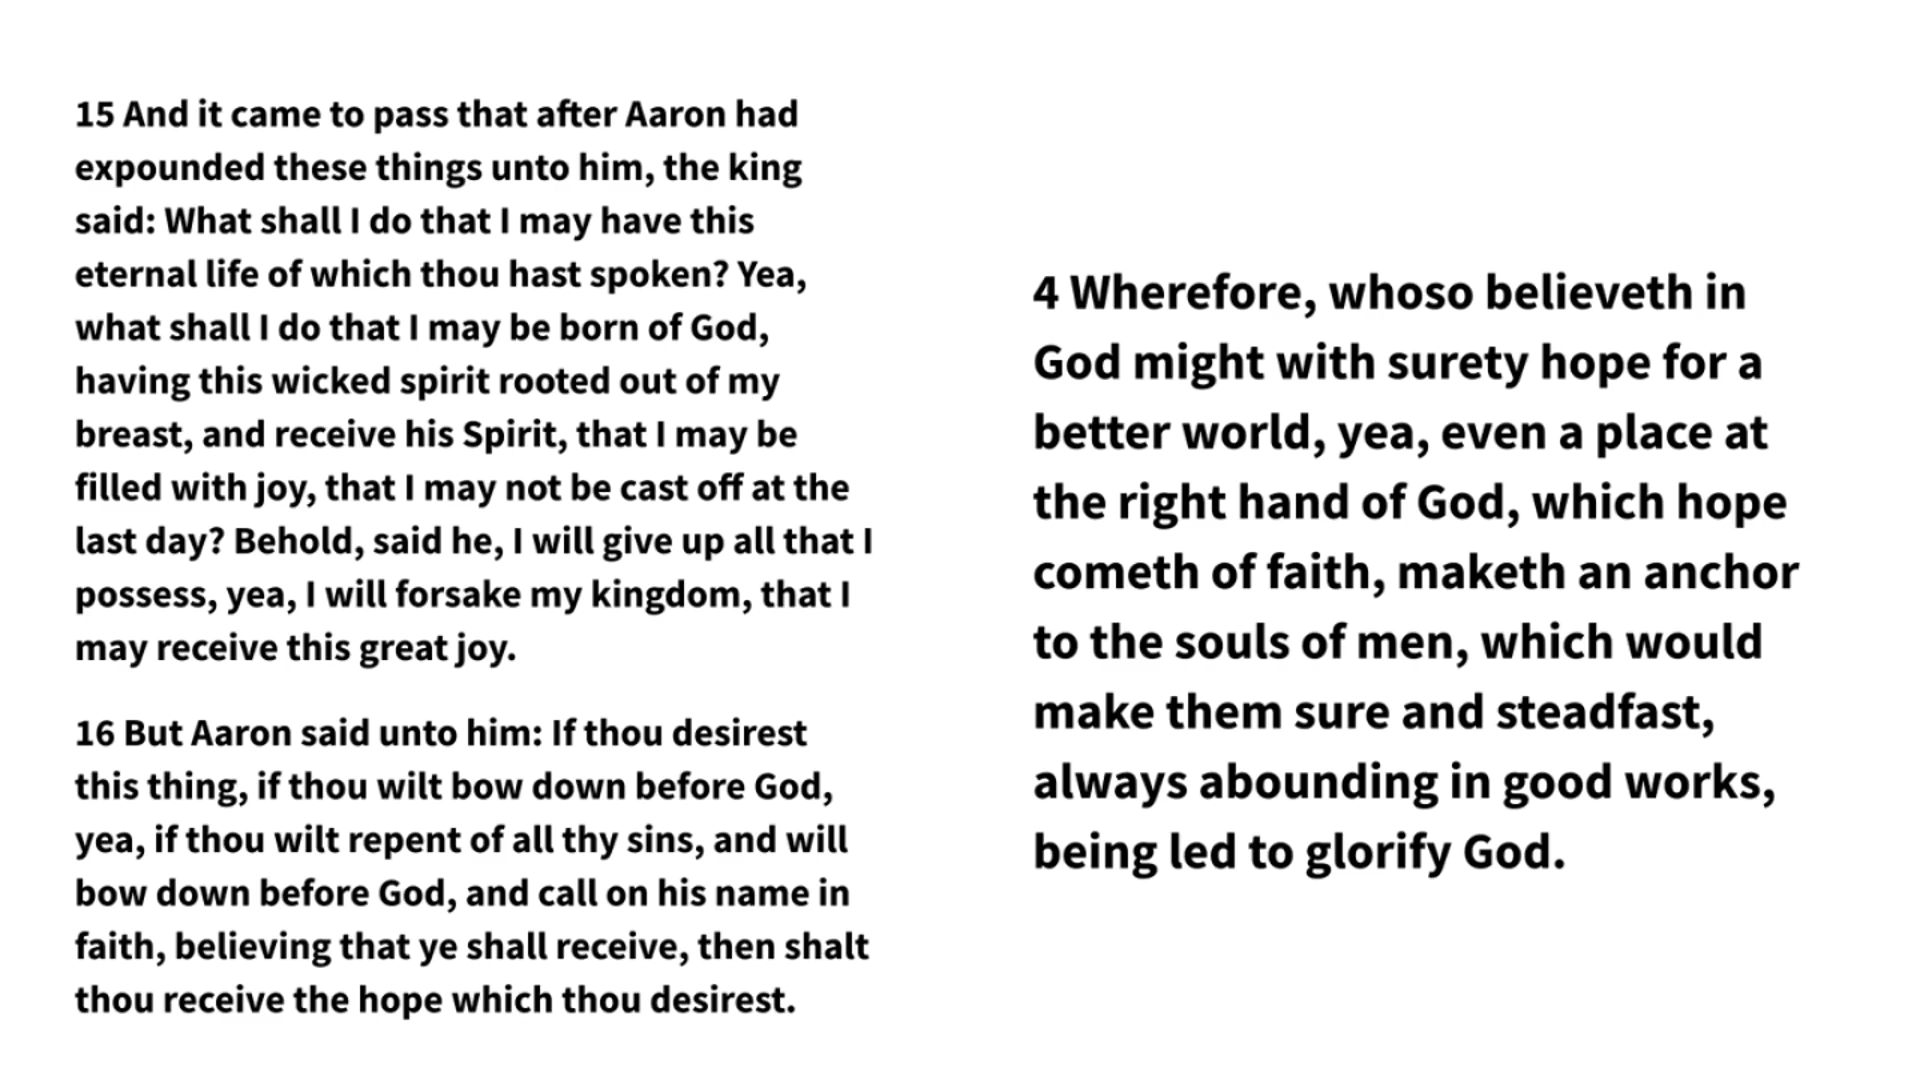 15 And it came to pass that after Aaron had
expounded these things unto him, the king
said: What shall I do that I may have this
eternal life of which thou hast spoken? Yea,
what shall I do that I may be born of God,
having this wicked spirit rooted out of my
breast, and receive his Spirit, that I may be
filled with joy, that I may not be cast off at the
last day? Behold, said he, I will give up all that I
possess, yea, I will forsake my kingdom, that I
may receive this great joy.
16 But Aaron said unto him: If thou desirest
this thing, if thou wilt bow down before God,
yea, if thou wilt repent of all thy sins, and will
bow down before God, and call on his name in
faith, believing that ye shall receive, then shalt
thou receive the hope which thou desirest.
4 Wherefore, whoso believeth in
God might with surety hope for a
better world, yea, even a place at
the right hand of God, which hope
cometh of faith, maketh an anchor
to the souls of men, which would
make them sure and steadfast,
always abounding in good works,
being led to glorify God.